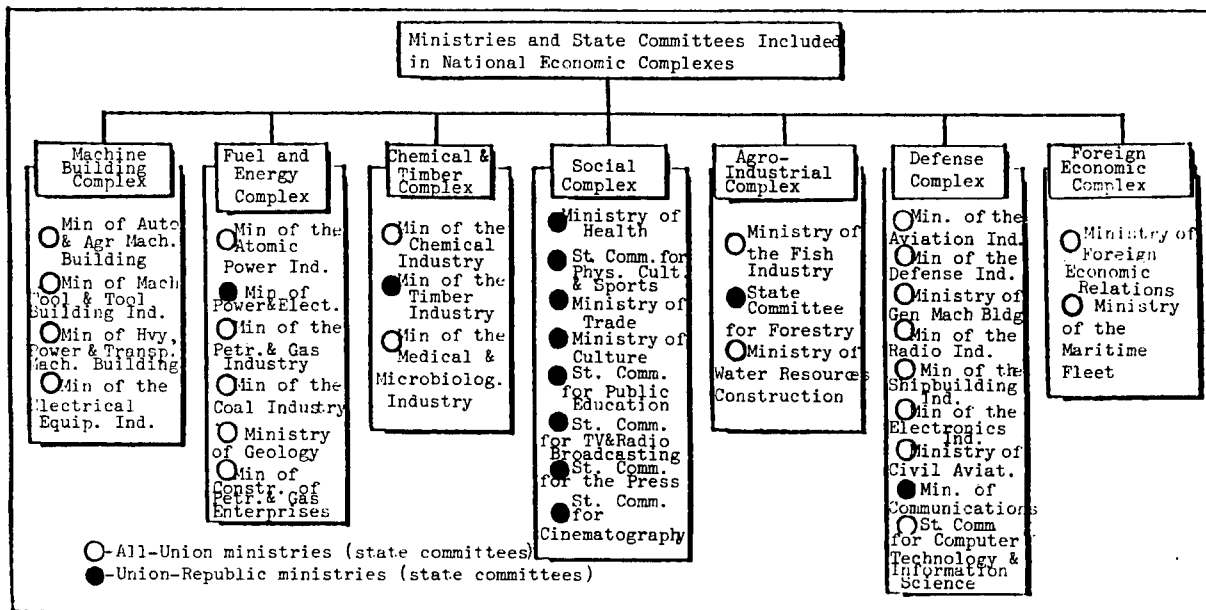 Ministries and State Committees Included
in National Economic Complexes
Machine
Building
Complex
Min of Auto
& Agr Mach.
Building
Min of Mach
Tool & Tool
Building Ind.
Min of Hvy,
Power & Transp.
Mach. Building
Min of the
Electrical
Equip. Ind.
Fuel and
Energy
Complex
Min of the
Atomic
Power Ind.
Min of
Power&Elect.
Min of the
Petr.& Gas
Industry
Min of the
Coal Industry
Ministry
of Geology
Min of
Constr. of
Petr.& Gas
Enterprises
Chemical &
Timber
Complex
Min of the
Chemical
Industry
Min of the
Timber
Industry
Min of the
Medical &
Microbiolog.
Industry
Social
Complex
Ministry of
Health
St. Comm. for
Phys. Cult.
& Sports
Ministry of
Trade
Ministry of
Culture
St. Comm.
for Public
Education
St. Comm.
for TV&Radio
Broadcasting
St. Comm.
for the Press
St. Comm.
for
Cinematography
Agro-
Industrial
Complex
Ministry of
the Fish
Industry
State
Committee
for Forestry
Ministry of
Water Resources
Construction
Defense
Complex
Min. of the
Aviation Ind.
Min of the
Defense Ind.
Ministry of
Gen Mach Bldg
Min of the
Radio Ind.
Min of the
Shipbuilding
Ind.
Min of the
Electronics
Ind.
Ministry of
Civil Aviat.
Min. of
Communications
St. Comm
for Computer
Technology &
Information
Science
Foreign
Economic
Complex
Ministry of
Foreign
Economic
Relations
Ministry
of the
Maritime
Fleet
-All-Union ministries (state committees)
-Union-Republic ministries (state committees)